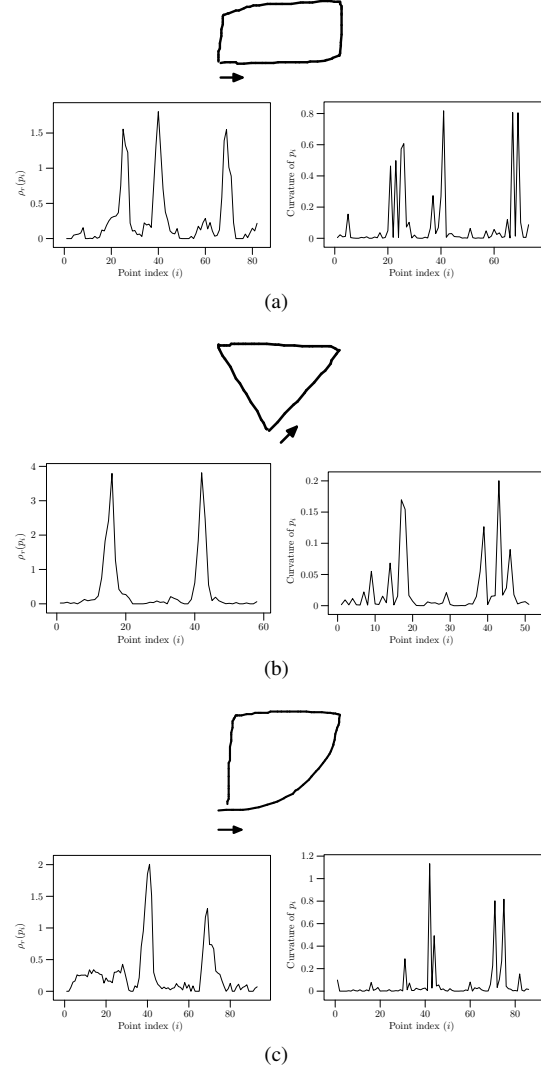 1.5
1
0.5
0
ρᵣ(pᵢ)
0 20 40 60 80
Point index (i)
0.8
0.6
0.4
0.2
0
Curvature of pᵢ
0 20 40 60
Point index (i)
(a)
4
3
2
1
0
ρᵣ(pᵢ)
0 20 40 60
Point index (i)
0.2
0.15
0.1
0.05
0
Curvature of pᵢ
0 10 20 30 40 50
Point index (i)
(b)
2
1.5
1
0.5
0
ρᵣ(pᵢ)
0 20 40 60 80
Point index (i)
1.2
1
0.8
0.6
0.4
0.2
0
Curvature of pᵢ
0 20 40 60 80
Point index (i)
(c)